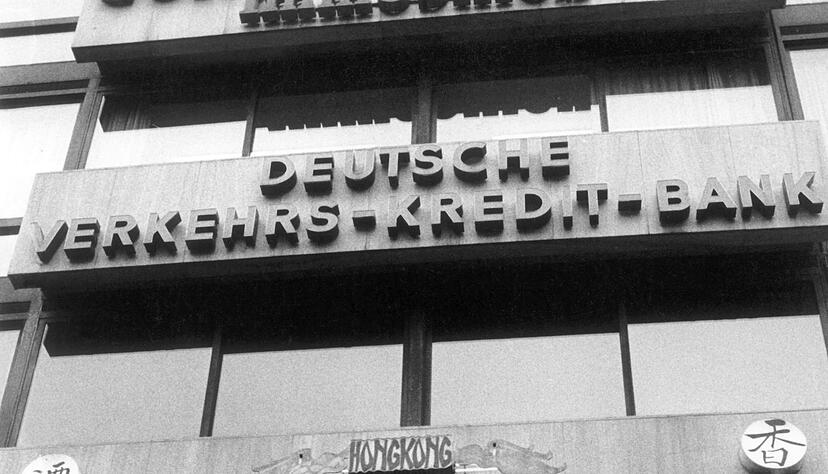 DEUTSCHE
VERKEHRS-KREDIT-BANK
HONGKONG
香